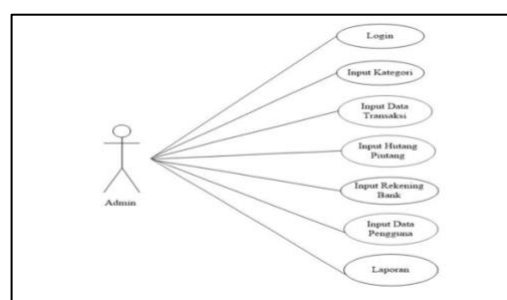 Login
Input Kategori
Input Data
Transaksi
Input Hutang
Piutang
Input Rekening
Bank
Admin
Input Data
Pengguna
Laporan